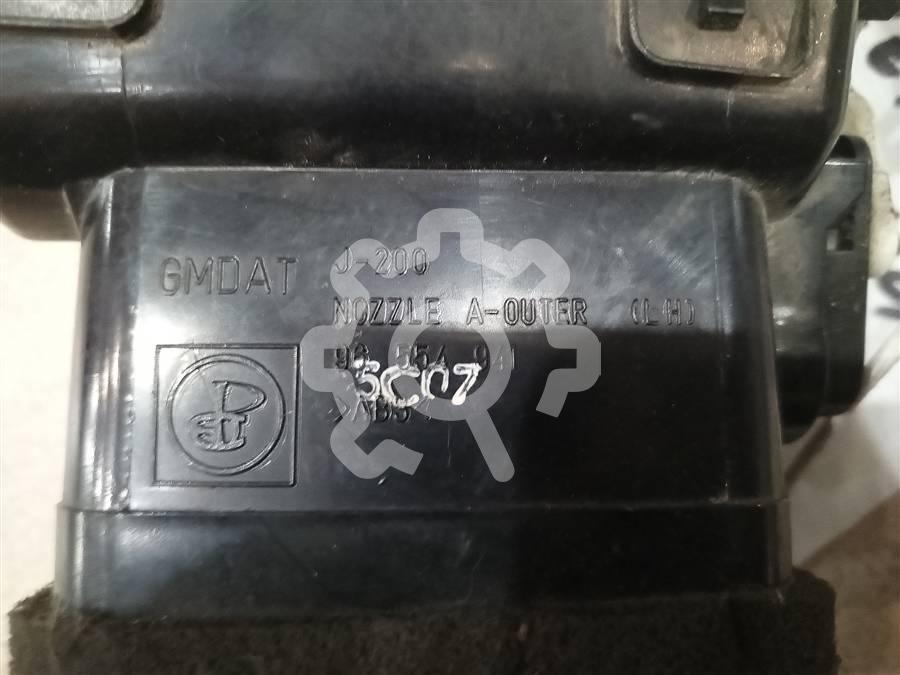 GMDAT J-200
NOZZLE A-OUTER (LH)
96 554 941
5C07
>ABS<